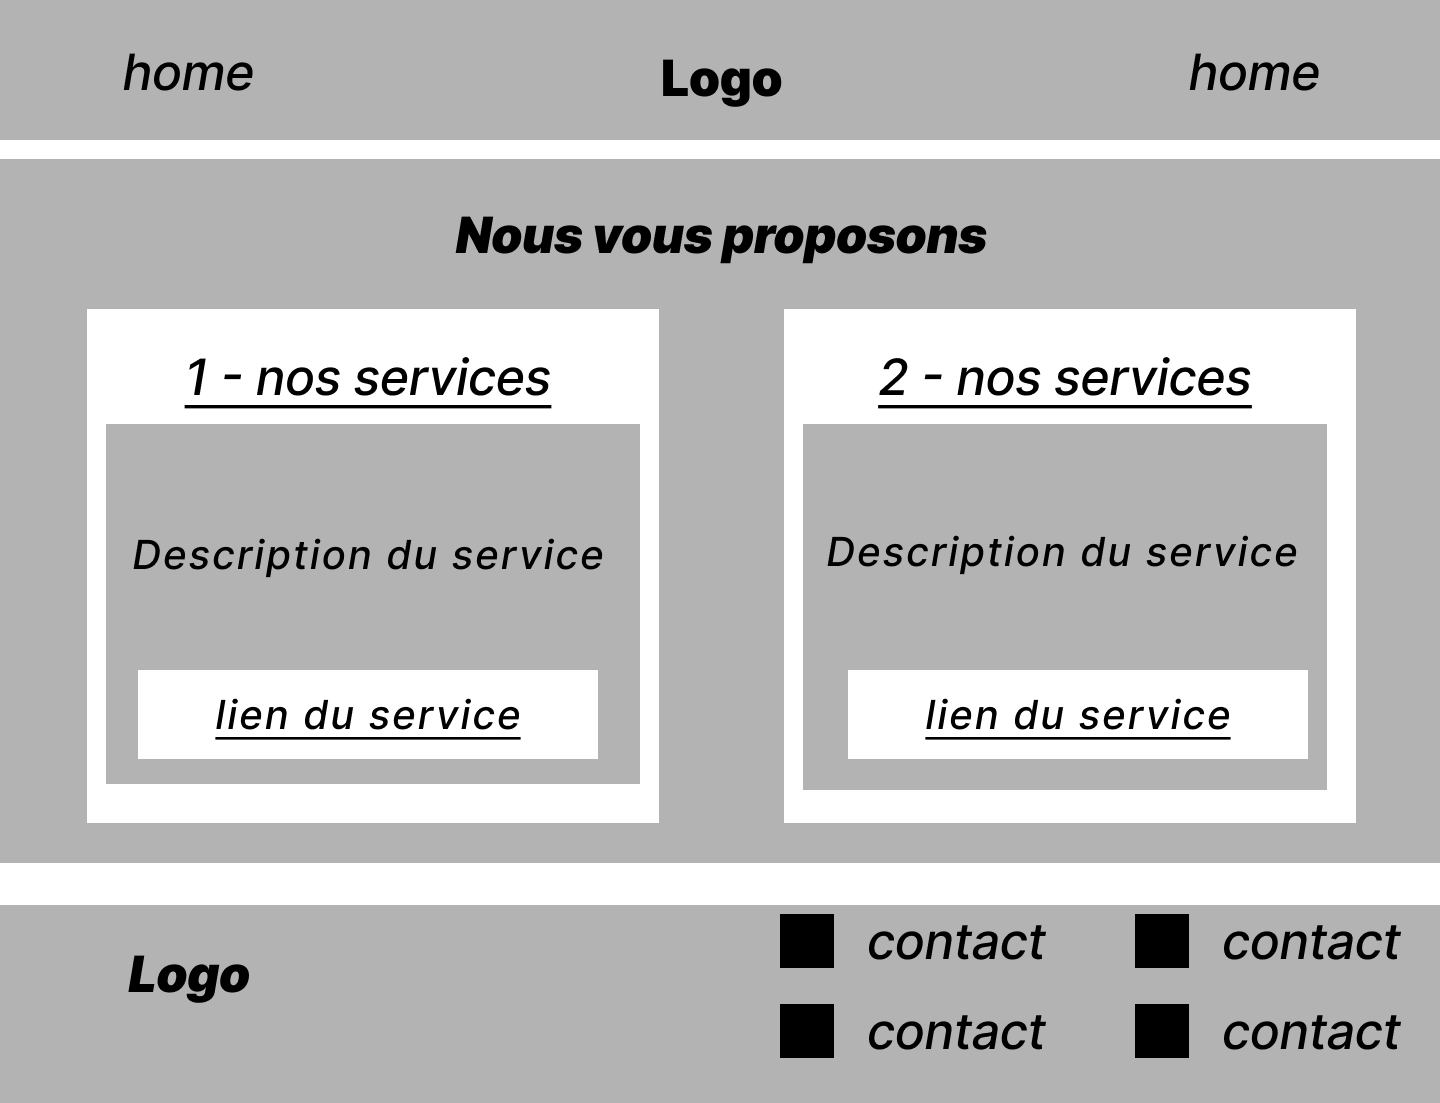 home
Logo
home
Nous vous proposons
1 - nos services
Description du service
lien du service
2 - nos services
Description du service
lien du service
Logo
contact
contact
contact
contact